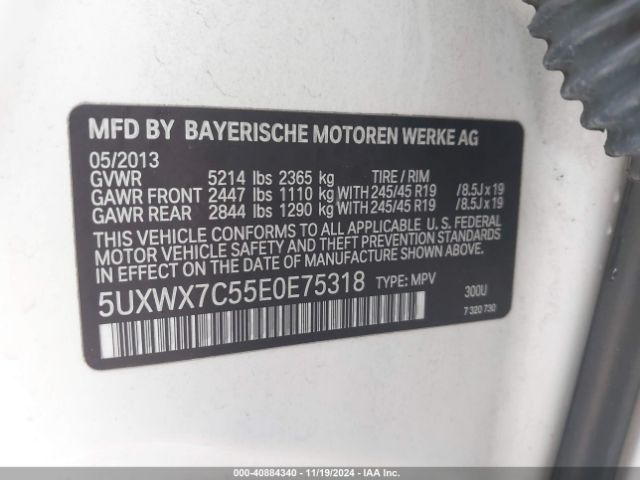 MFD BY BAYERISCHE MOTOREN WERKE AG
05/2013
GVWR 5214 lbs 2365 kg TIRE / RIM
GAWR FRONT 2447 lbs 1110 kg WITH 245/45 R19 /8.5J x 19
GAWR REAR 2844 lbs 1290 kg WITH 245/45 R19 /8.5J x 19
THIS VEHICLE CONFORMS TO ALL APPLICABLE U. S. FEDERAL
MOTOR VEHICLE SAFETY AND THEFT PREVENTION STANDARDS
IN EFFECT ON THE DATE OF MANUFACTURE SHOWN ABOVE.
5UXWX7C55E0E75318 TYPE: MPV 300U
7 320 730
000-40884340 - 11/19/2024 - IAA Inc.